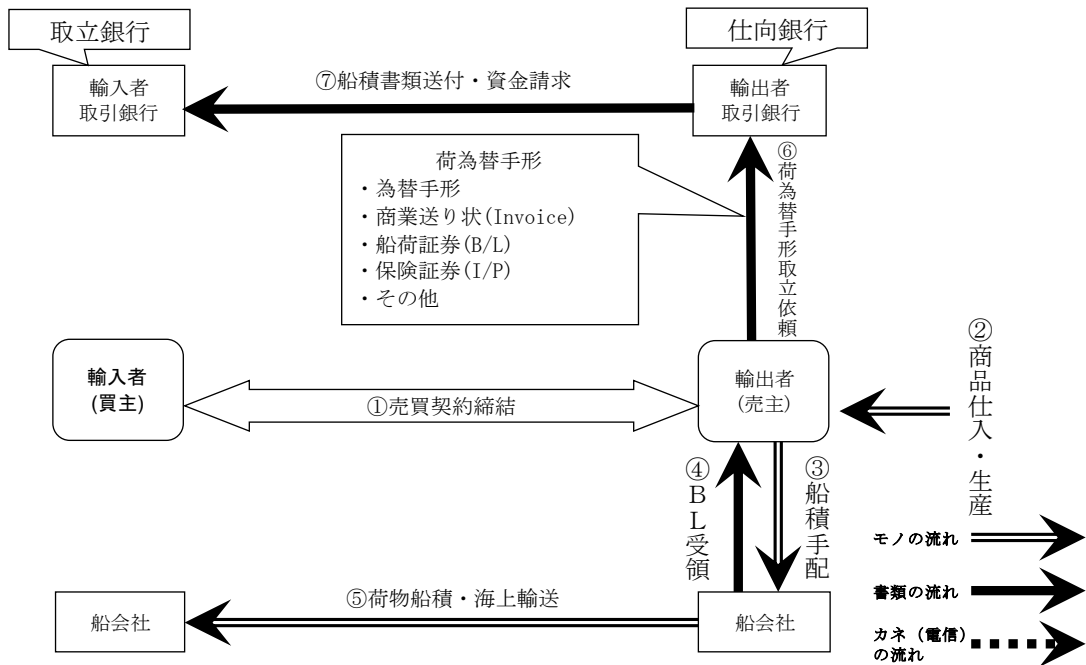 取立銀行
仕向銀行
輸入者
取引銀行
⑦船積書類送付・資金請求
輸出者
取引銀行
荷為替手形
・為替手形
・商業送り状(Invoice)
・船荷証券(B/L)
・保険証券(I/P)
・その他
⑥荷為替手形取立依頼
輸入者
(買主)
①売買契約締結
輸出者
(売主)
②商品仕入・生産
④BL受領
③船積手配
モノの流れ
書類の流れ
カネ（電信）
の流れ
船会社
⑤荷物船積・海上輸送
船会社